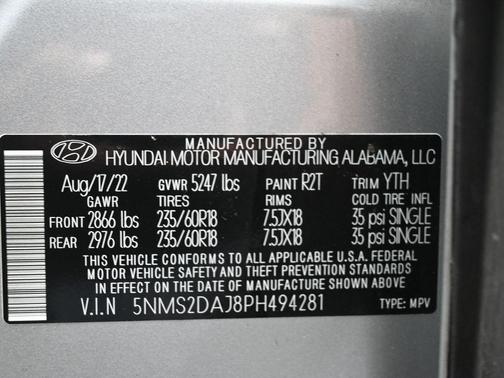 MANUFACTURED BY
HYUNDAI MOTOR MANUFACTURING ALABAMA, LLC
Aug/17/22 GVWR 5247 lbs PAINT R2T TRIM YTH
GAWR TIRES RIMS COLD TIRE INFL
FRONT 2866 lbs 235/60R18 7.5JX18 35 psi SINGLE
REAR 2976 lbs 235/60R18 7.5JX18 35 psi SINGLE
THIS VEHICLE CONFORMS TO ALL APPLICABLE U.S.A. FEDERAL
MOTOR VEHICLE SAFETY AND THEFT PREVENTION STANDARDS
IN EFFECT ON THE DATE OF MANUFACTURE SHOWN ABOVE.
V.I.N 5NMS2DAJ8PH494281 TYPE: MPV